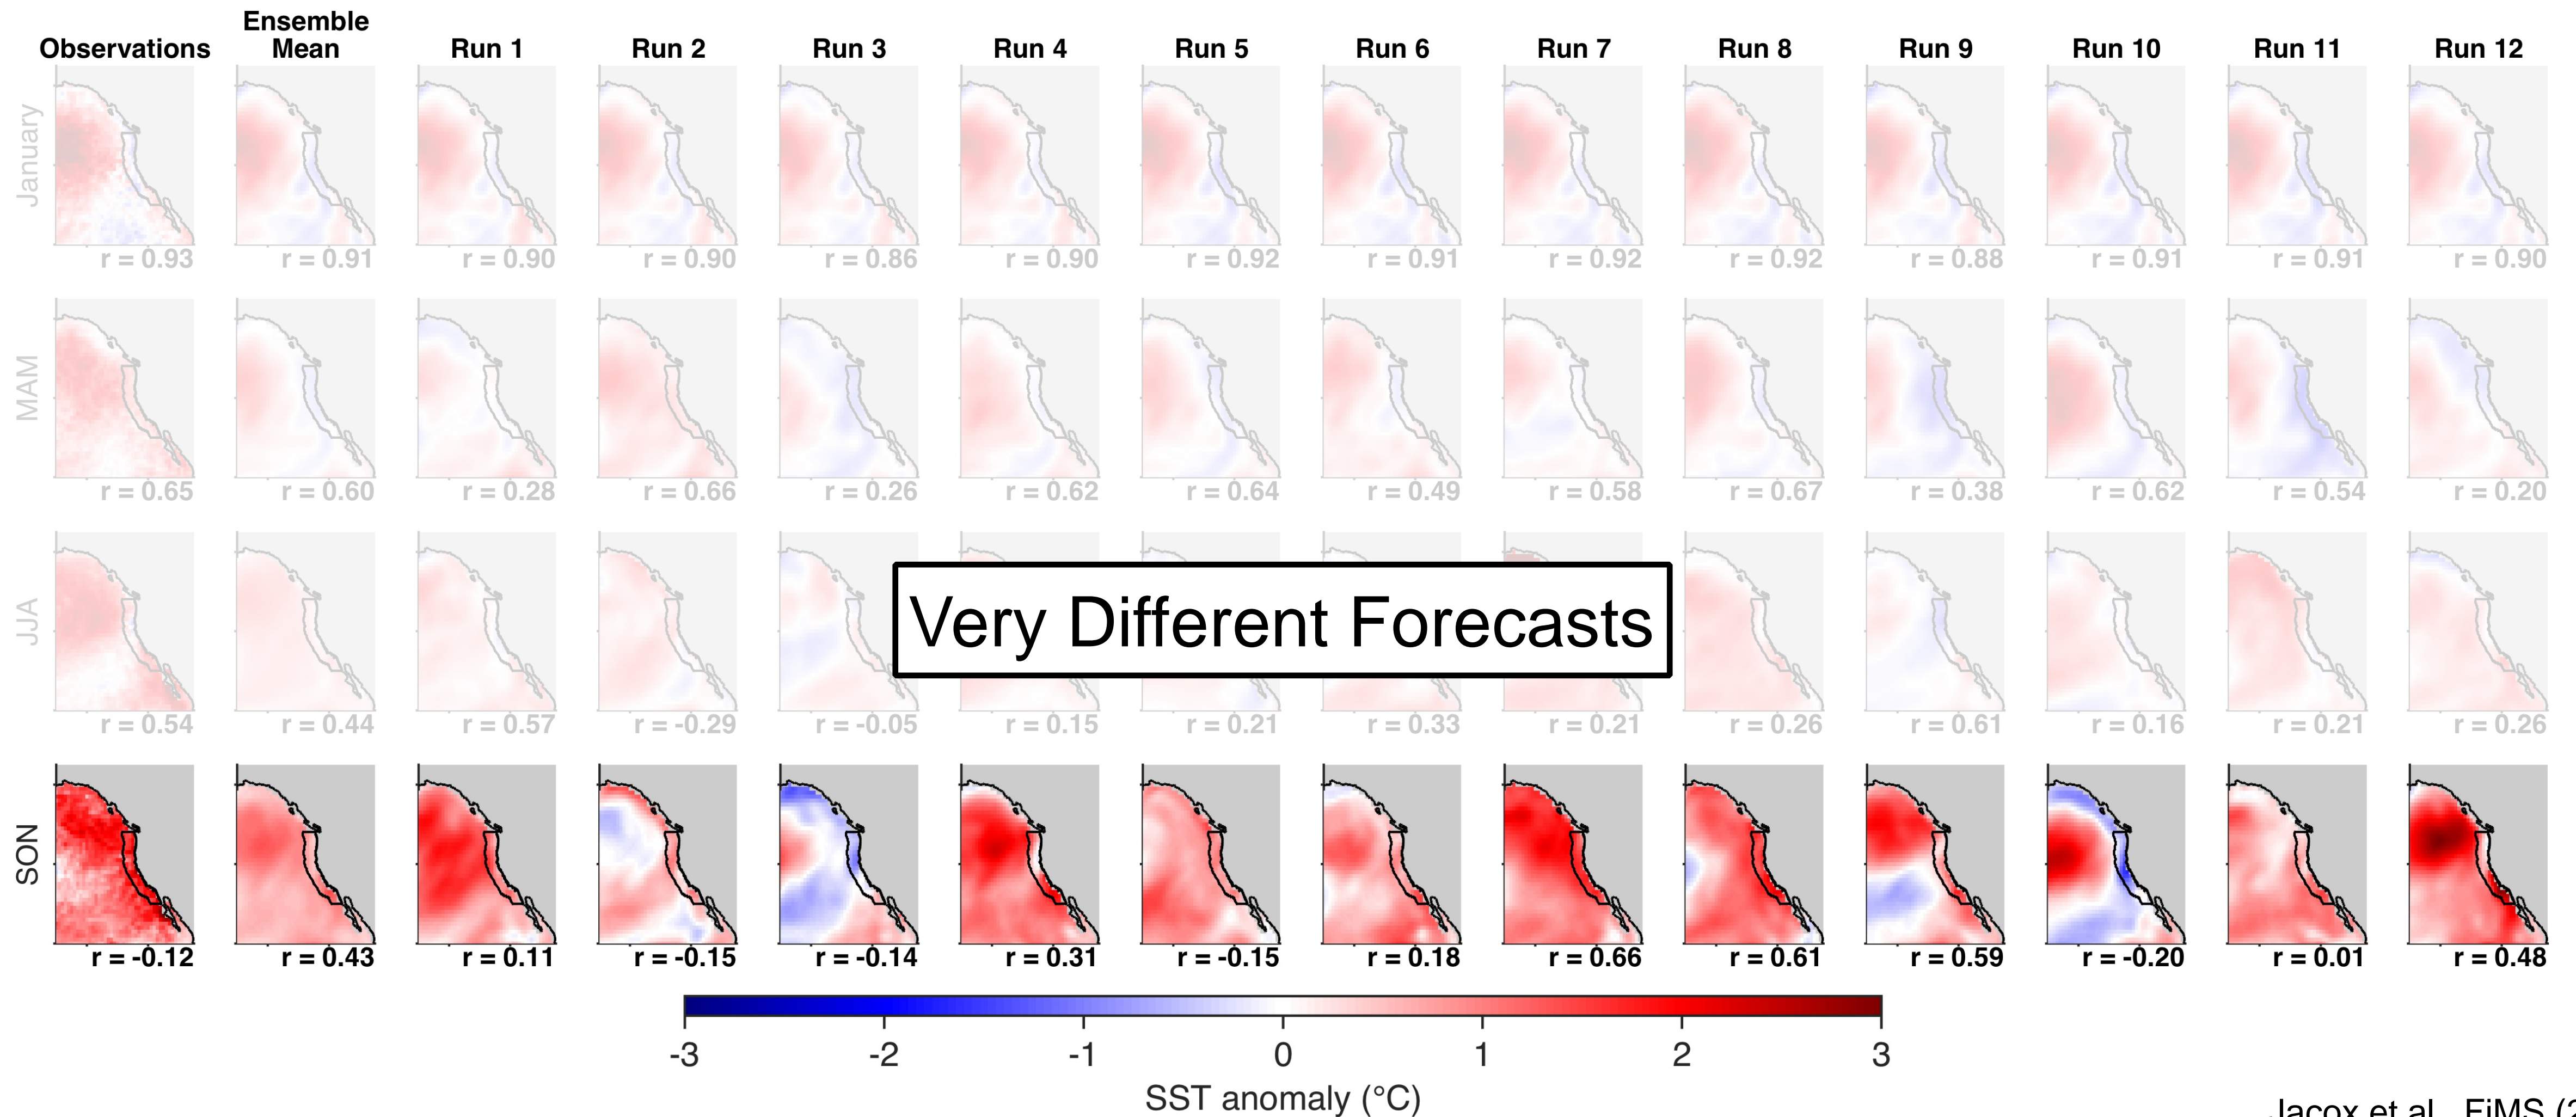 Observations Ensemble Mean Run 1 Run 2 Run 3 Run 4 Run 5 Run 6 Run 7 Run 8 Run 9 Run 10 Run 11 Run 12
January
r = 0.93 r = 0.91 r = 0.90 r = 0.90 r = 0.86 r = 0.90 r = 0.92 r = 0.91 r = 0.92 r = 0.92 r = 0.88 r = 0.91 r = 0.91 r = 0.90
MAM
r = 0.65 r = 0.60 r = 0.28 r = 0.66 r = 0.26 r = 0.62 r = 0.64 r = 0.49 r = 0.58 r = 0.67 r = 0.38 r = 0.62 r = 0.54 r = 0.20
JJA
Very Different Forecasts
r = 0.54 r = 0.44 r = 0.57 r = -0.29 r = -0.05 r = 0.15 r = 0.21 r = 0.33 r = 0.21 r = 0.26 r = 0.61 r = 0.16 r = 0.21 r = 0.26
SON
r = -0.12 r = 0.43 r = 0.11 r = -0.15 r = -0.14 r = 0.31 r = -0.15 r = 0.18 r = 0.66 r = 0.61 r = 0.59 r = -0.20 r = 0.01 r = 0.48
-3 -2 -1 0 1 2 3
SST anomaly (°C)
Jacox et al., FiMS